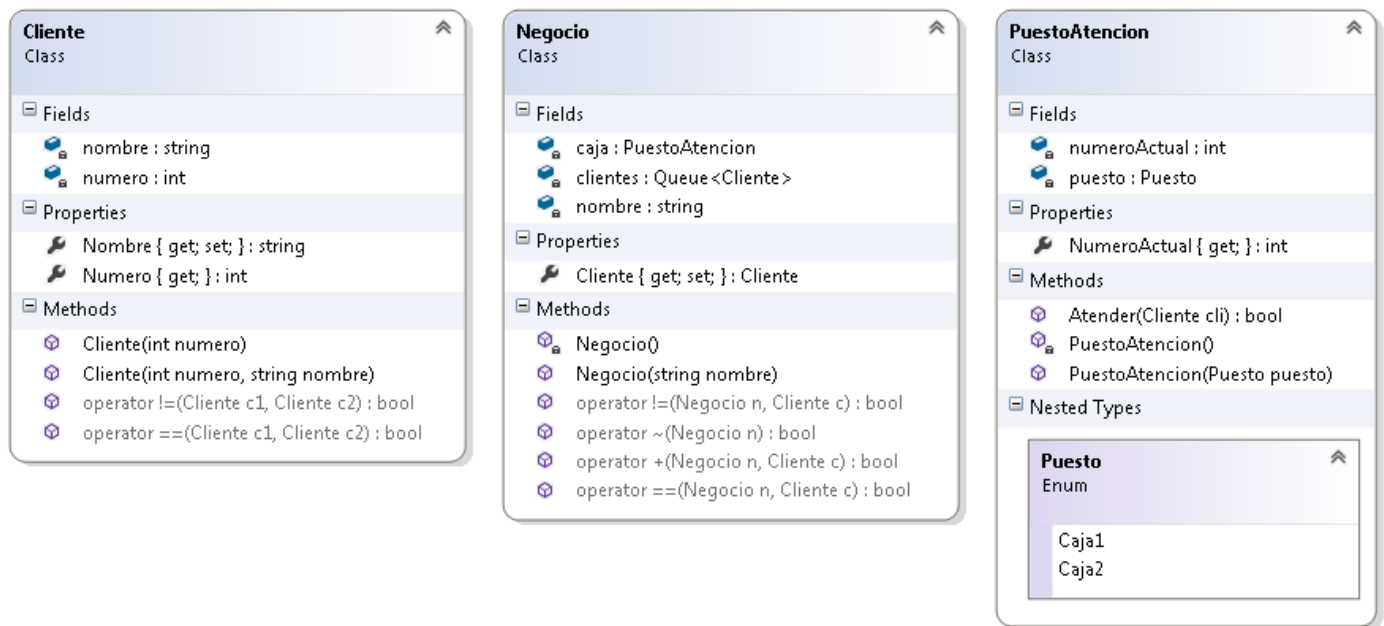 Cliente
Class
Fields
nombre : string
numero : int
Properties
Nombre { get; set; } : string
Numero { get; } : int
Methods
Cliente(int numero)
Cliente(int numero, string nombre)
operator !=(Cliente c1, Cliente c2) : bool
operator ==(Cliente c1, Cliente c2) : bool
Negocio
Class
Fields
caja : PuestoAtencion
clientes : Queue<Cliente>
nombre : string
Properties
Cliente { get; set; } : Cliente
Methods
Negocio()
Negocio(string nombre)
operator !=(Negocio n, Cliente c) : bool
operator ~(Negocio n) : bool
operator +(Negocio n, Cliente c) : bool
operator ==(Negocio n, Cliente c) : bool
PuestoAtencion
Class
Fields
numeroActual : int
puesto : Puesto
Properties
NumeroActual { get; } : int
Methods
Atender(Cliente cli) : bool
PuestoAtencion()
PuestoAtencion(Puesto puesto)
Nested Types
Puesto
Enum
Caja1
Caja2